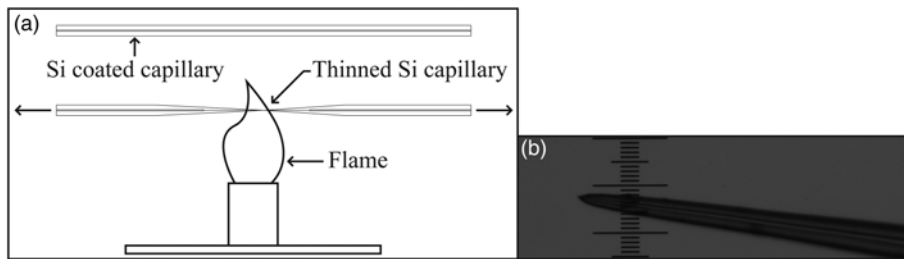 (a)
Si coated capillary
Thinned Si capillary
Flame
(b)